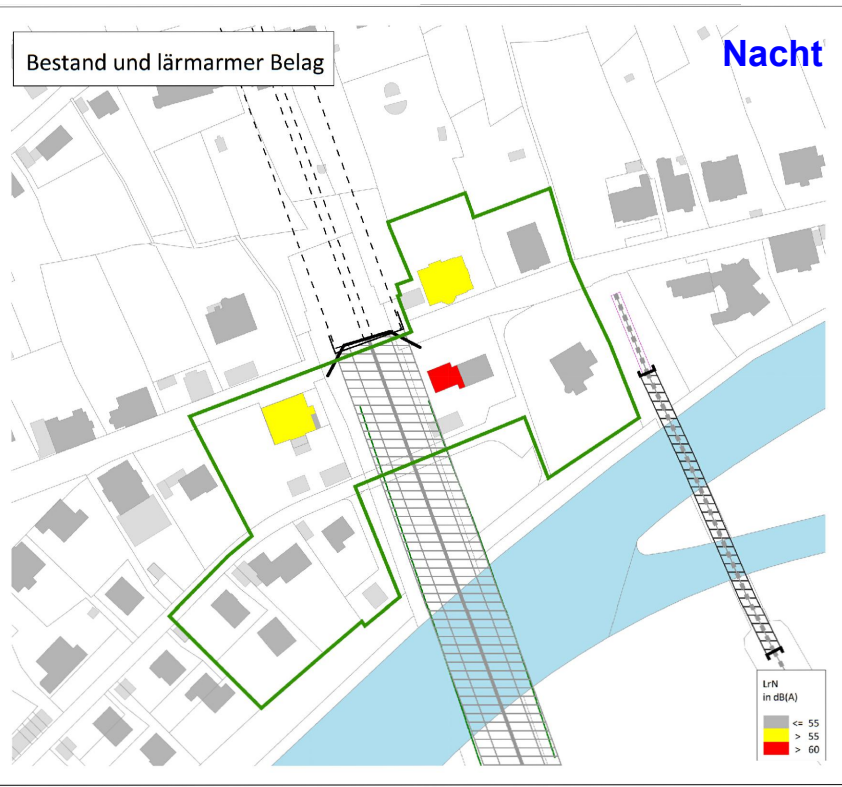 Bestand und lärmarmer Belag
Nacht
LrN
in dB(A)
<= 55
> 55
> 60